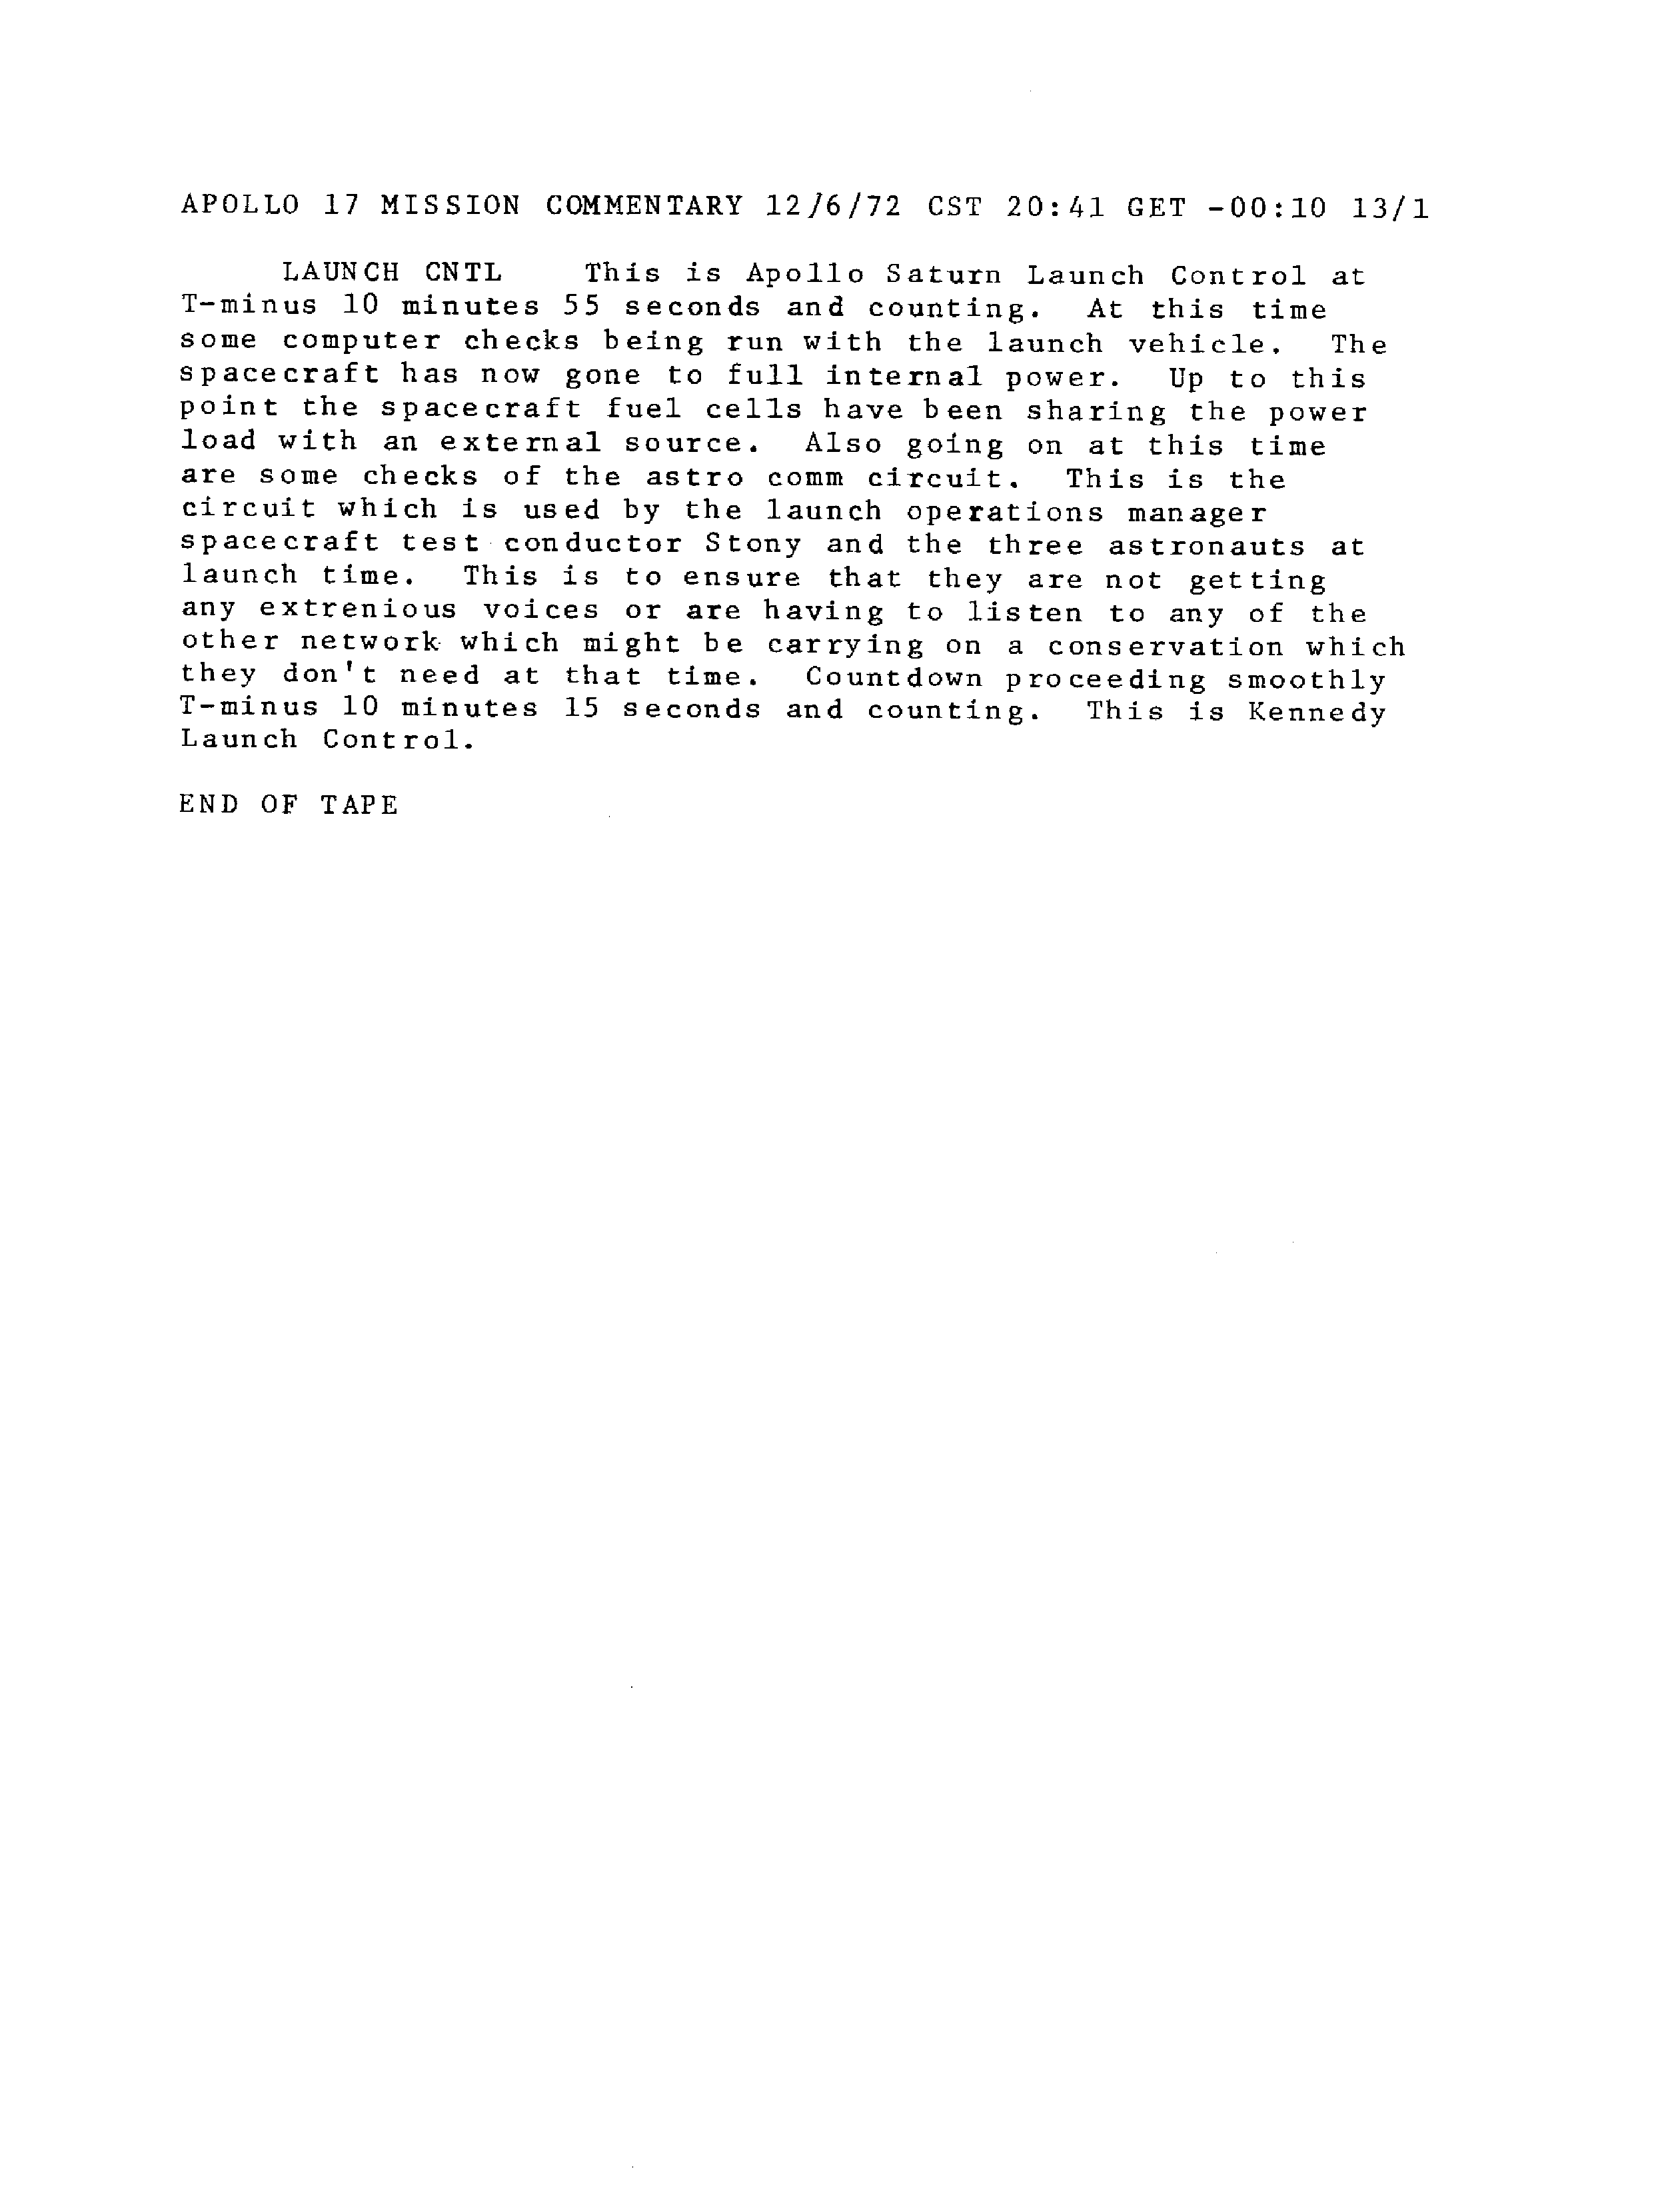 APOLLO 17 MISSION COMMENTARY 12/6/72 CST 20:41 GET -00:10 13/1
LAUNCH CNTL This is Apollo Saturn Launch Control at
T-minus 10 minutes 55 seconds and counting. At this time
some computer checks being run with the launch vehicle. The
spacecraft has now gone to full internal power. Up to this
point the spacecraft fuel cells have been sharing the power
load with an external source. Also going on at this time
are some checks of the astro comm circuit. This is the
circuit which is used by the launch operations manager
spacecraft test conductor Stony and the three astronauts at
launch time. This is to ensure that they are not getting
any extrenious voices or are having to listen to any of the
other network which might be carrying on a conservation which
they don't need at that time. Countdown proceeding smoothly
T-minus 10 minutes 15 seconds and counting. This is Kennedy
Launch Control.
END OF TAPE